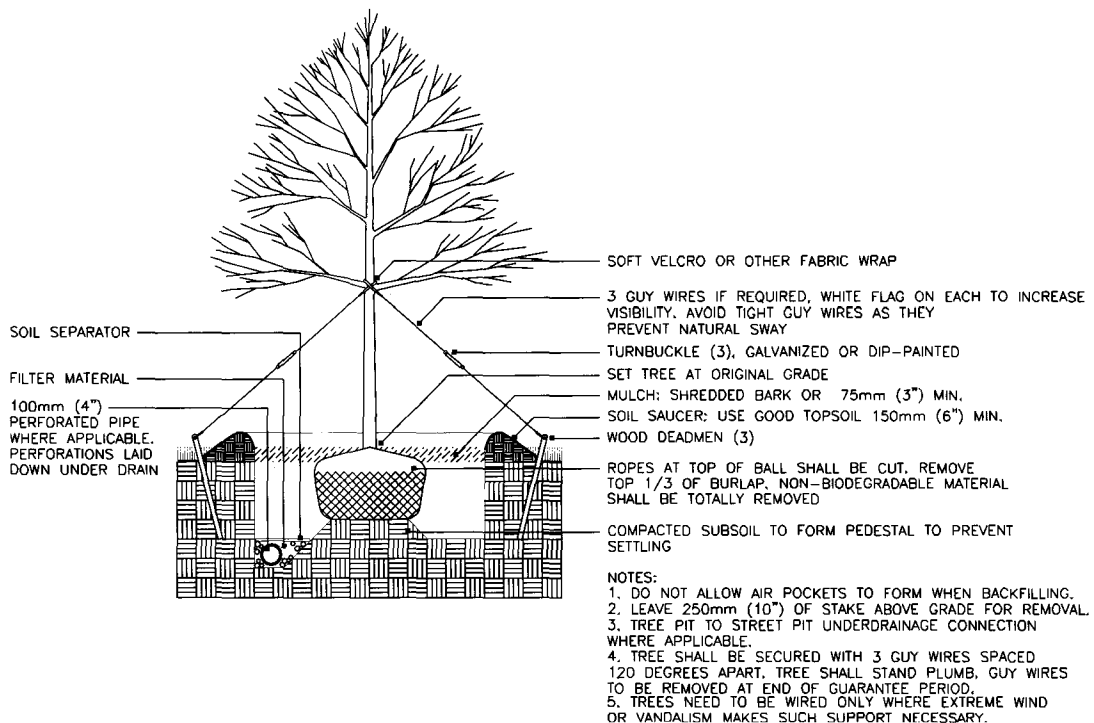 SOFT VELCRO OR OTHER FABRIC WRAP
3 GUY WIRES IF REQUIRED, WHITE FLAG ON EACH TO INCREASE
VISIBILITY. AVOID TIGHT GUY WIRES AS THEY
PREVENT NATURAL SWAY
TURNBUCKLE (3), GALVANIZED OR DIP-PAINTED
SET TREE AT ORIGINAL GRADE
MULCH: SHREDDED BARK OR 75mm (3") MIN.
SOIL SAUCER: USE GOOD TOPSOIL 150mm (6") MIN.
WOOD DEADMEN (3)
ROPES AT TOP OF BALL SHALL BE CUT. REMOVE
TOP 1/3 OF BURLAP. NON-BIODEGRADABLE MATERIAL
SHALL BE TOTALLY REMOVED
COMPACTED SUBSOIL TO FORM PEDESTAL TO PREVENT
SETTLING
SOIL SEPARATOR
FILTER MATERIAL
100mm (4")
PERFORATED PIPE
WHERE APPLICABLE.
PERFORATIONS LAID
DOWN UNDER DRAIN
NOTES:
1. DO NOT ALLOW AIR POCKETS TO FORM WHEN BACKFILLING.
2. LEAVE 250mm (10") OF STAKE ABOVE GRADE FOR REMOVAL.
3. TREE PIT TO STREET PIT UNDERDRAINAGE CONNECTION
WHERE APPLICABLE.
4. TREE SHALL BE SECURED WITH 3 GUY WIRES SPACED
120 DEGREES APART. TREE SHALL STAND PLUMB. GUY WIRES
TO BE REMOVED AT END OF GUARANTEE PERIOD.
5. TREES NEED TO BE WIRED ONLY WHERE EXTREME WIND
OR VANDALISM MAKES SUCH SUPPORT NECESSARY.